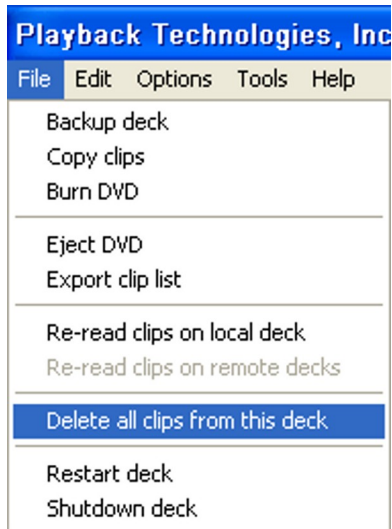 Playback Technologies, Inc
File Edit Options Tools Help
Backup deck
Copy clips
Burn DVD
Eject DVD
Export clip list
Re-read clips on local deck
Re-read clips on remote decks
Delete all clips from this deck
Restart deck
Shutdown deck